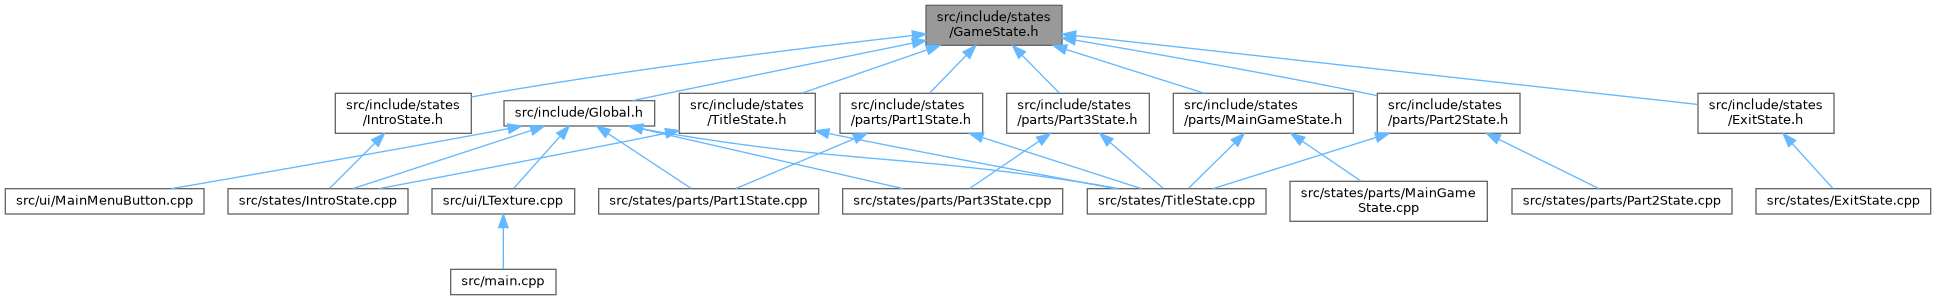 src/include/states
/GameState.h
src/include/states
/IntroState.h
src/include/Global.h
src/include/states
/TitleState.h
src/include/states
/parts/Part1State.h
src/include/states
/parts/Part3State.h
src/include/states
/parts/MainGameState.h
src/include/states
/parts/Part2State.h
src/include/states
/ExitState.h
src/ui/MainMenuButton.cpp
src/states/IntroState.cpp
src/ui/LTexture.cpp
src/states/parts/Part1State.cpp
src/states/parts/Part3State.cpp
src/states/TitleState.cpp
src/states/parts/MainGame
State.cpp
src/states/parts/Part2State.cpp
src/states/ExitState.cpp
src/main.cpp